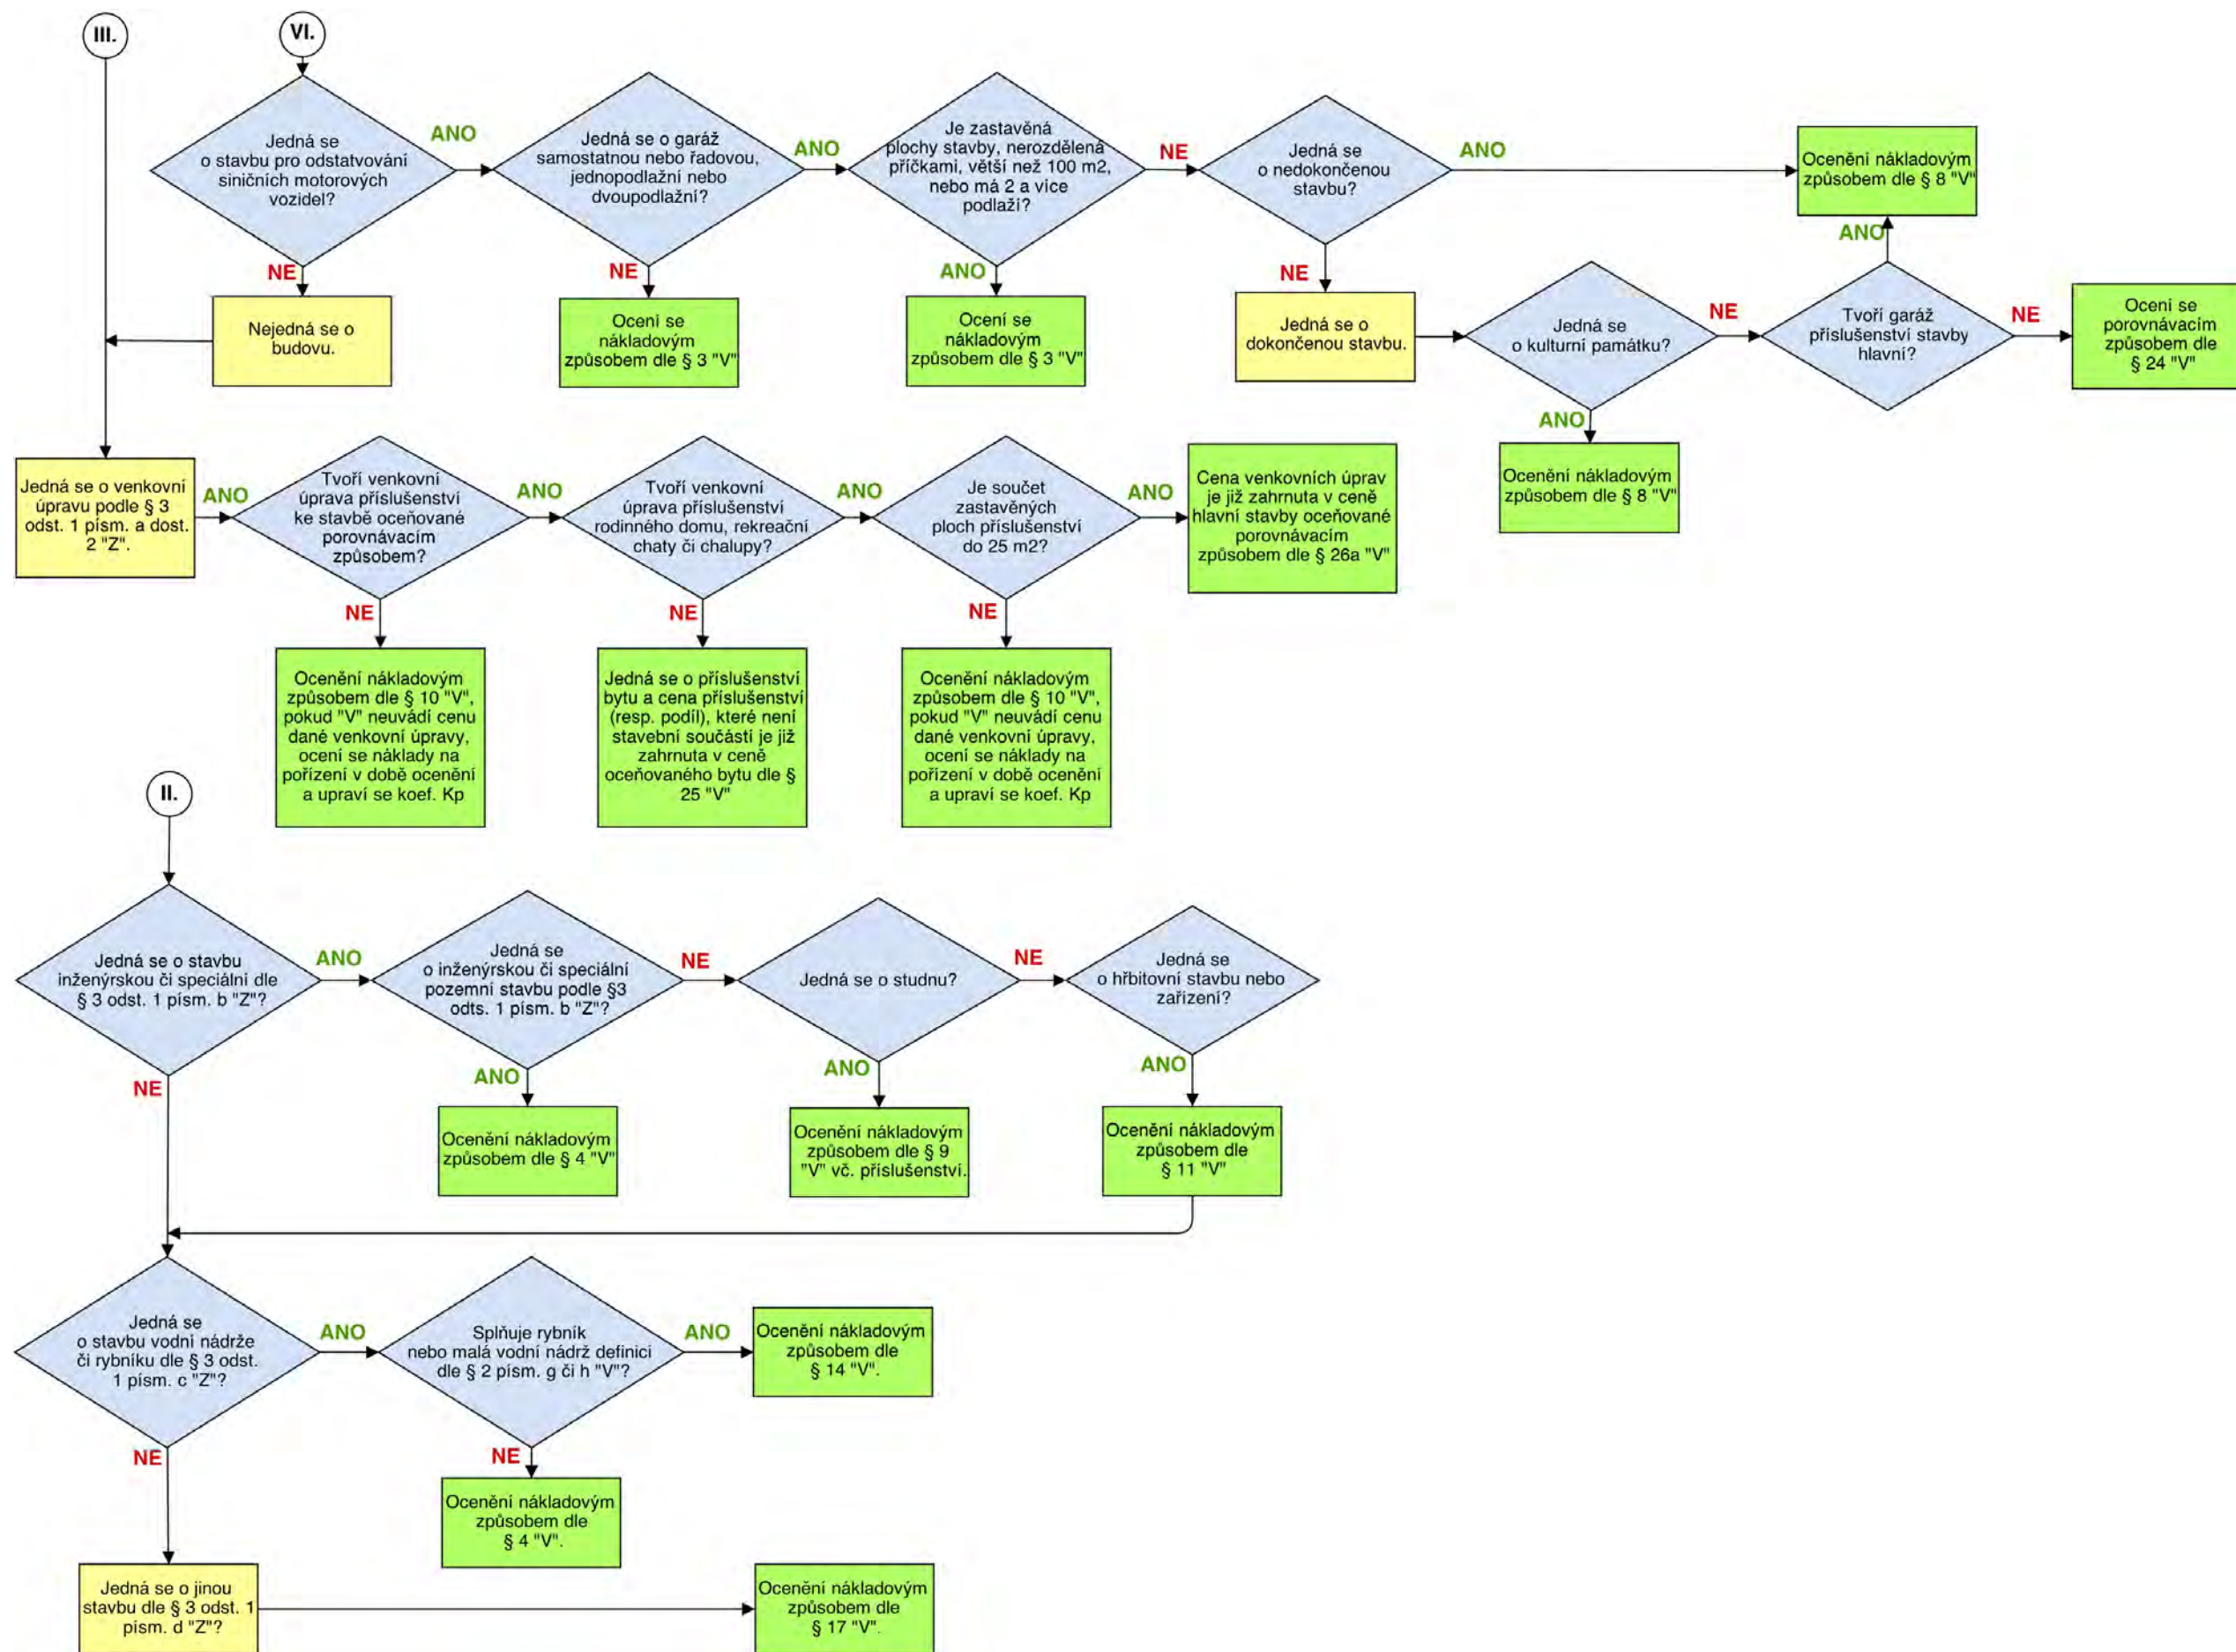 III.
VI.
Jedná se
o stavbu pro odstatvování
siničních motorových
vozidel?
ANO
Jedná se o garáž
samostatnou nebo řadovou,
jednopodlažní nebo
dvoupodlažní?
ANO
Je zastavěná
plochy stavby, nerozdělená
příčkami, větší než 100 m2,
nebo má 2 a více
podlaží?
NE
Jedná se
o nedokončenou
stavbu?
ANO
Ocenění nákladovým
způsobem dle § 8 "V"
NE
Nejedná se o
budovu.
NE
Ocení se
nákladovým
způsobem dle § 3 "V"
ANO
Ocení se
nákladovým
způsobem dle § 3 "V"
NE
Jedná se o
dokončenou stavbu.
Jedná se
o kulturní památku?
NE
ANO
Tvoří garáž
příslušenství stavby
hlavní?
NE
Ocení se
porovnávacím
způsobem dle
§ 24 "V"
ANO
Ocenění nákladovým
způsobem dle § 8 "V"
Jedná se o venkovní
úpravu podle § 3
odst. 1 písm. a dost.
2 "Z".
ANO
Tvoří venkovní
úprava příslušenství
ke stavbě oceňované
porovnávacím
způsobem?
ANO
Tvoří venkovní
úprava příslušenství
rodinného domu, rekreační
chaty či chalupy?
ANO
Je součet
zastavěných
ploch příslušenství
do 25 m2?
ANO
Cena venkovních úprav
je již zahrnuta v ceně
hlavní stavby oceňované
porovnávacím
způsobem dle § 26a "V"
NE
Ocenění nákladovým
způsobem dle § 10 "V",
pokud "V" neuvádí cenu
dané venkovní úpravy,
ocení se náklady na
pořízení v době ocenění
a upraví se koef. Kp
NE
Jedná se o příslušenství
bytu a cena příslušenství
(resp. podíl), které není
stavební součástí je již
zahrnuta v ceně
oceňovaného bytu dle §
25 "V"
NE
Ocenění nákladovým
způsobem dle § 10 "V",
pokud "V" neuvádí cenu
dané venkovní úpravy,
ocení se náklady na
pořízení v době ocenění
a upraví se koef. Kp
II.
Jedná se o stavbu
inženýrskou či speciální dle
§ 3 odst. 1 písm. b "Z"?
ANO
Jedná se
o inženýrskou či speciální
pozemní stavbu podle §3
odts. 1 písm. b "Z"?
NE
Jedná se o studnu?
NE
Jedná se
o hřbitovní stavbu nebo
zařízení?
NE
ANO
Ocenění nákladovým
způsobem dle § 4 "V"
ANO
Ocenění nákladovým
způsobem dle § 9
"V" vč. příslušenství.
ANO
Ocenění nákladovým
způsobem dle
§ 11 "V"
Jedná se
o stavbu vodní nádrže
či rybníku dle § 3 odst.
1 písm. c "Z"?
ANO
Splňuje rybník
nebo malá vodní nádrž definici
dle § 2 písm. g či h "V"?
ANO
Ocenění nákladovým
způsobem dle
§ 14 "V".
NE
NE
Ocenění nákladovým
způsobem dle
§ 4 "V".
Jedná se o jinou
stavbu dle § 3 odst. 1
písm. d "Z"?
Ocenění nákladovým
způsobem dle
§ 17 "V".